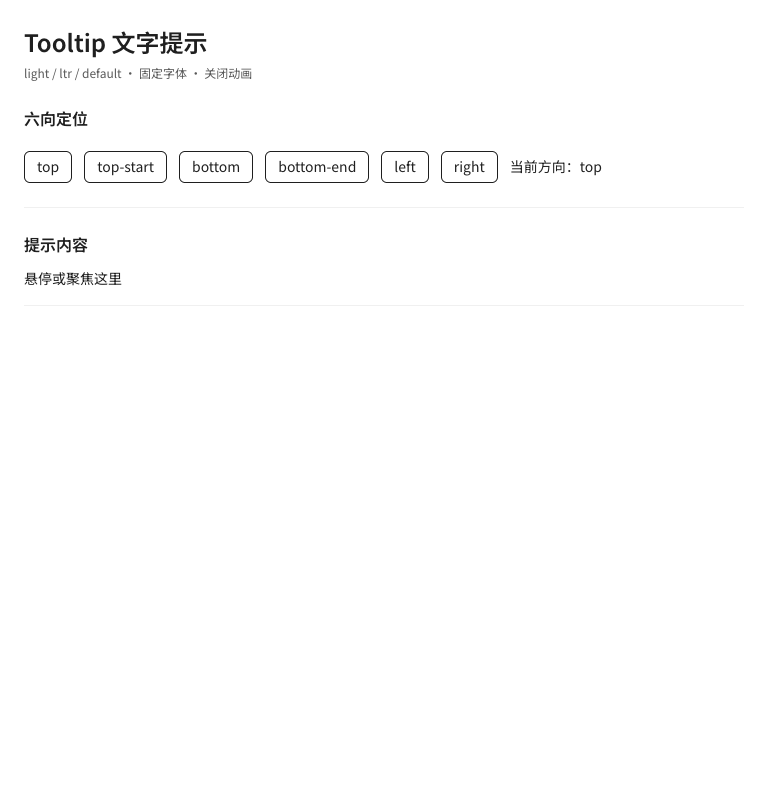 Tooltip 文字提示
light / ltr / default ・ 固定字体 ・ 关闭动画
六向定位
top top-start bottom bottom-end left right 当前方向：top
提示内容
悬停或聚焦这里